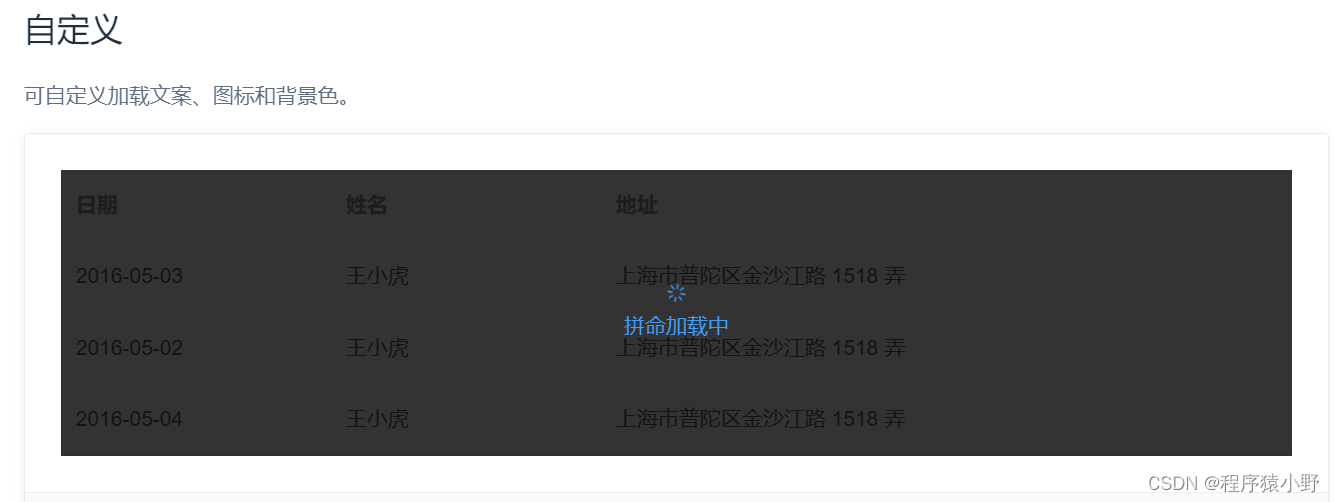 自定义
可自定义加载文案、图标和背景色。
日期 姓名 地址
2016-05-03 王小虎 上海市普陀区金沙江路 1518 弄
拼命加载中
2016-05-02 王小虎 上海市普陀区金沙江路 1518 弄
2016-05-04 王小虎 上海市普陀区金沙江路 1518 弄
CSDN @程序猿小野